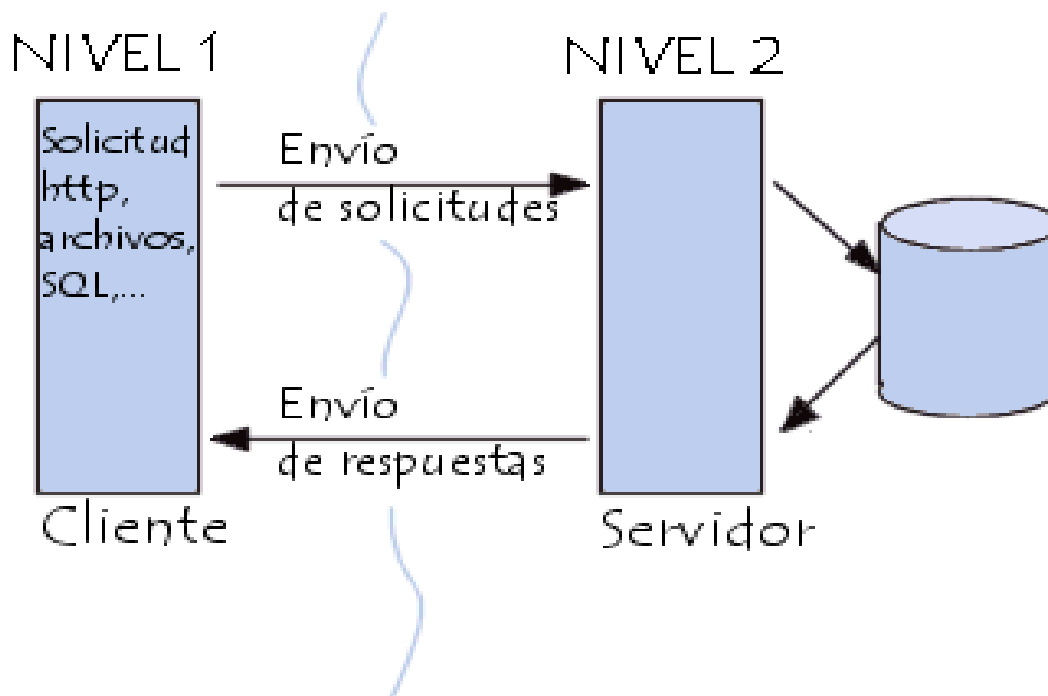 NIVEL 1
NIVEL 2
Solicitud
http,
archivos,
SQL,...
Envío
de solicitudes
Envío
de respuestas
Cliente
Servidor